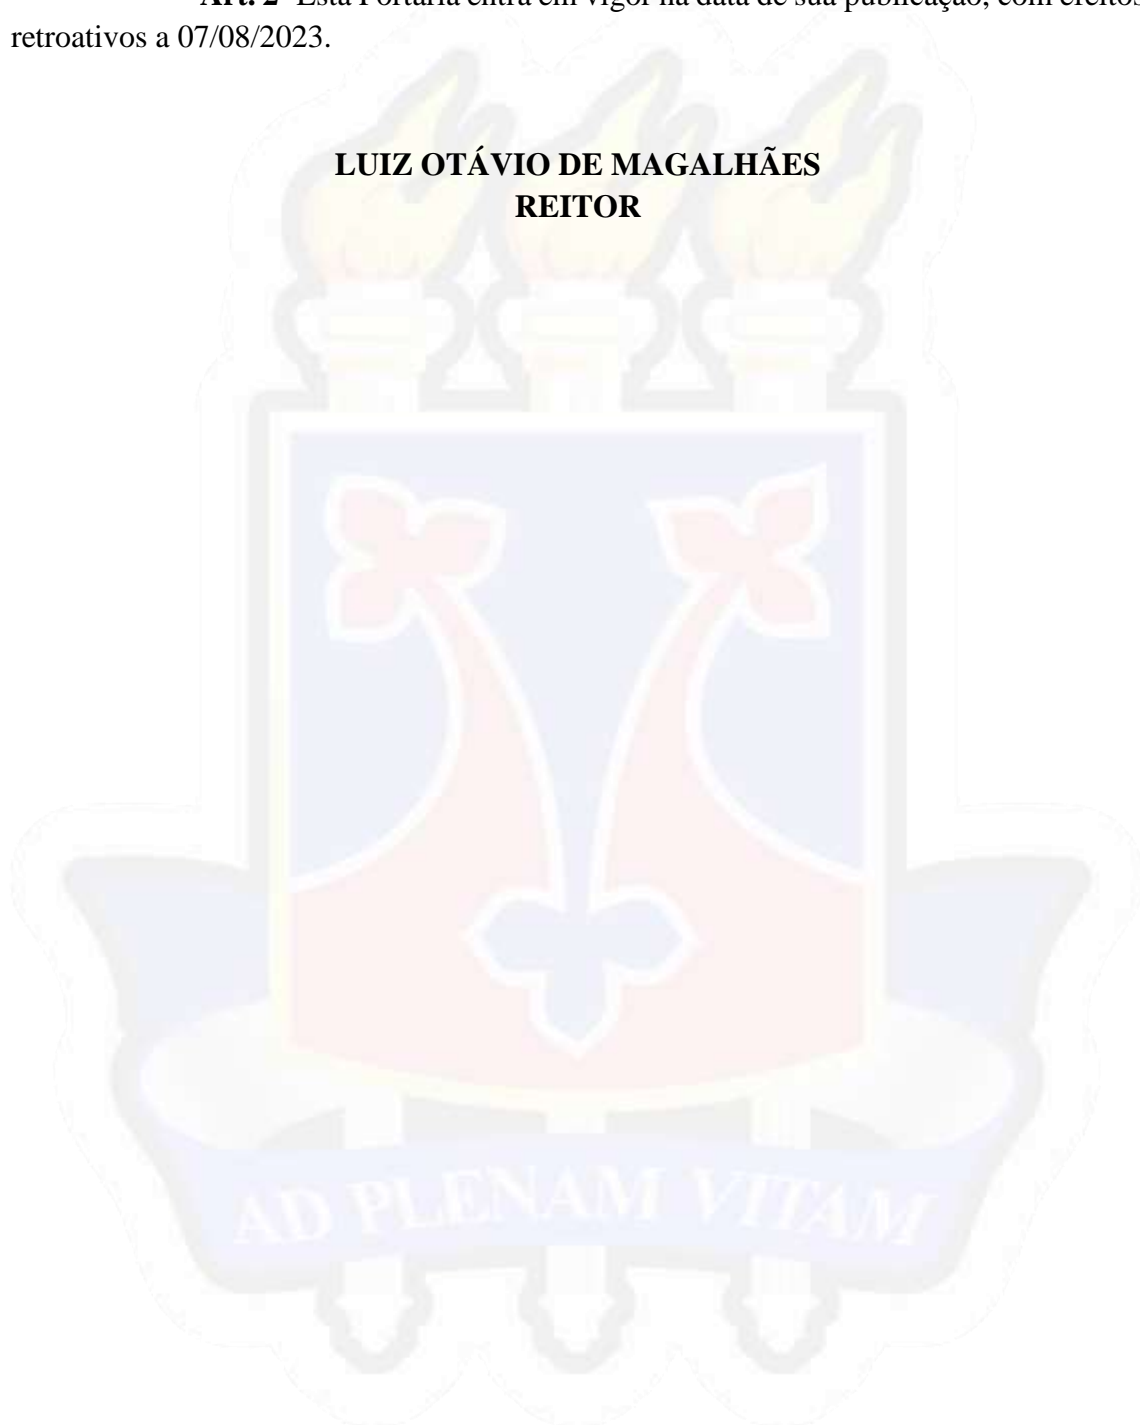 Art. 2º Esta Portaria entra em vigor na data de sua publicação, com efeitos
retroativos a 07/08/2023.
LUIZ OTÁVIO DE MAGALHÃES
REITOR
AD PLENAM VITAM